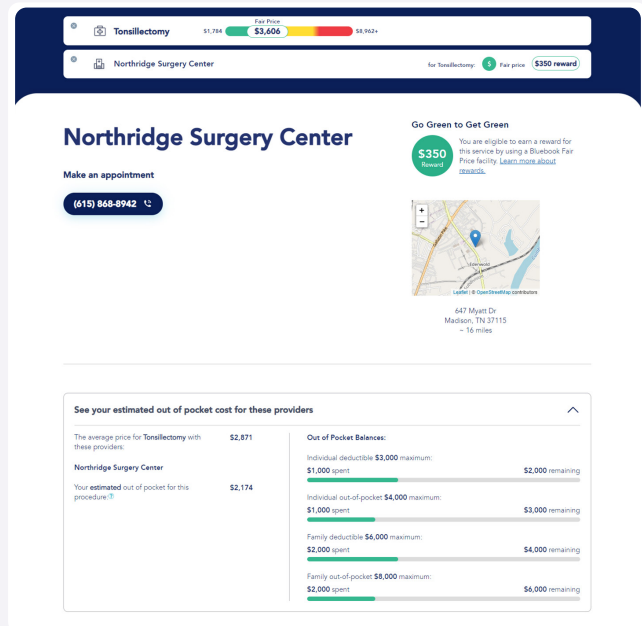 Fair Price
Tonsillectomy $1,784 $3,606 $8,962+
Northridge Surgery Center for Tonsillectomy: $ Fair price $350 reward
Northridge Surgery Center
Make an appointment
(615) 868-8942
Go Green to Get Green
$350
Reward
You are eligible to earn a reward for
this service by using a Bluebook Fair
Price facility. Learn more about
rewards.
+
−
Edenwold
Leaflet | © OpenStreetMap contributors
647 Myatt Dr
Madison, TN 37115
~ 16 miles
See your estimated out of pocket cost for these providers
The average price for Tonsillectomy with $2,871
these providers:
Northridge Surgery Center
Your estimated out of pocket for this $2,174
procedure ?
Out of Pocket Balances:
Individual deductible $3,000 maximum:
$1,000 spent $2,000 remaining
Individual out-of-pocket $4,000 maximum:
$1,000 spent $3,000 remaining
Family deductible $6,000 maximum:
$2,000 spent $4,000 remaining
Family out-of-pocket $8,000 maximum:
$2,000 spent $6,000 remaining